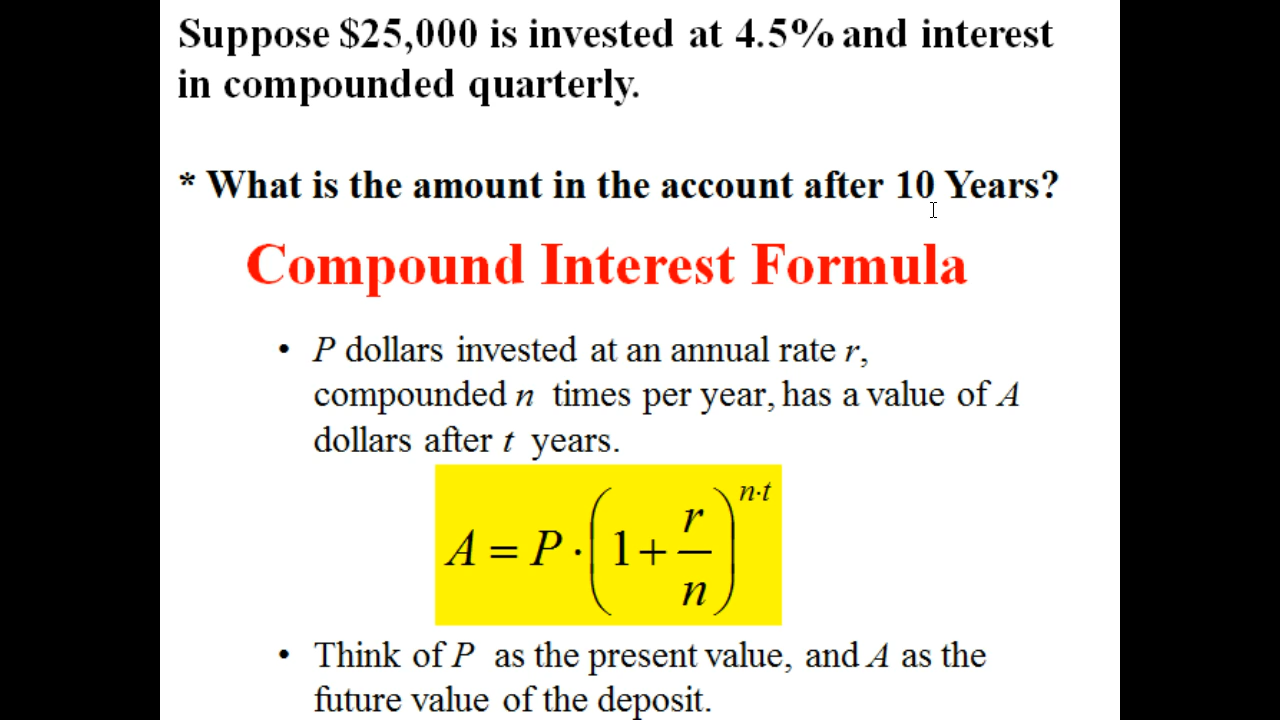 Suppose $25,000 is invested at 4.5% and interest
in compounded quarterly.
* What is the amount in the account after 10 Years?
Compound Interest Formula
• P dollars invested at an annual rate r,
compounded n times per year, has a value of A
dollars after t years.
A = P · (1 + r/n)^(n·t)
• Think of P as the present value, and A as the
future value of the deposit.